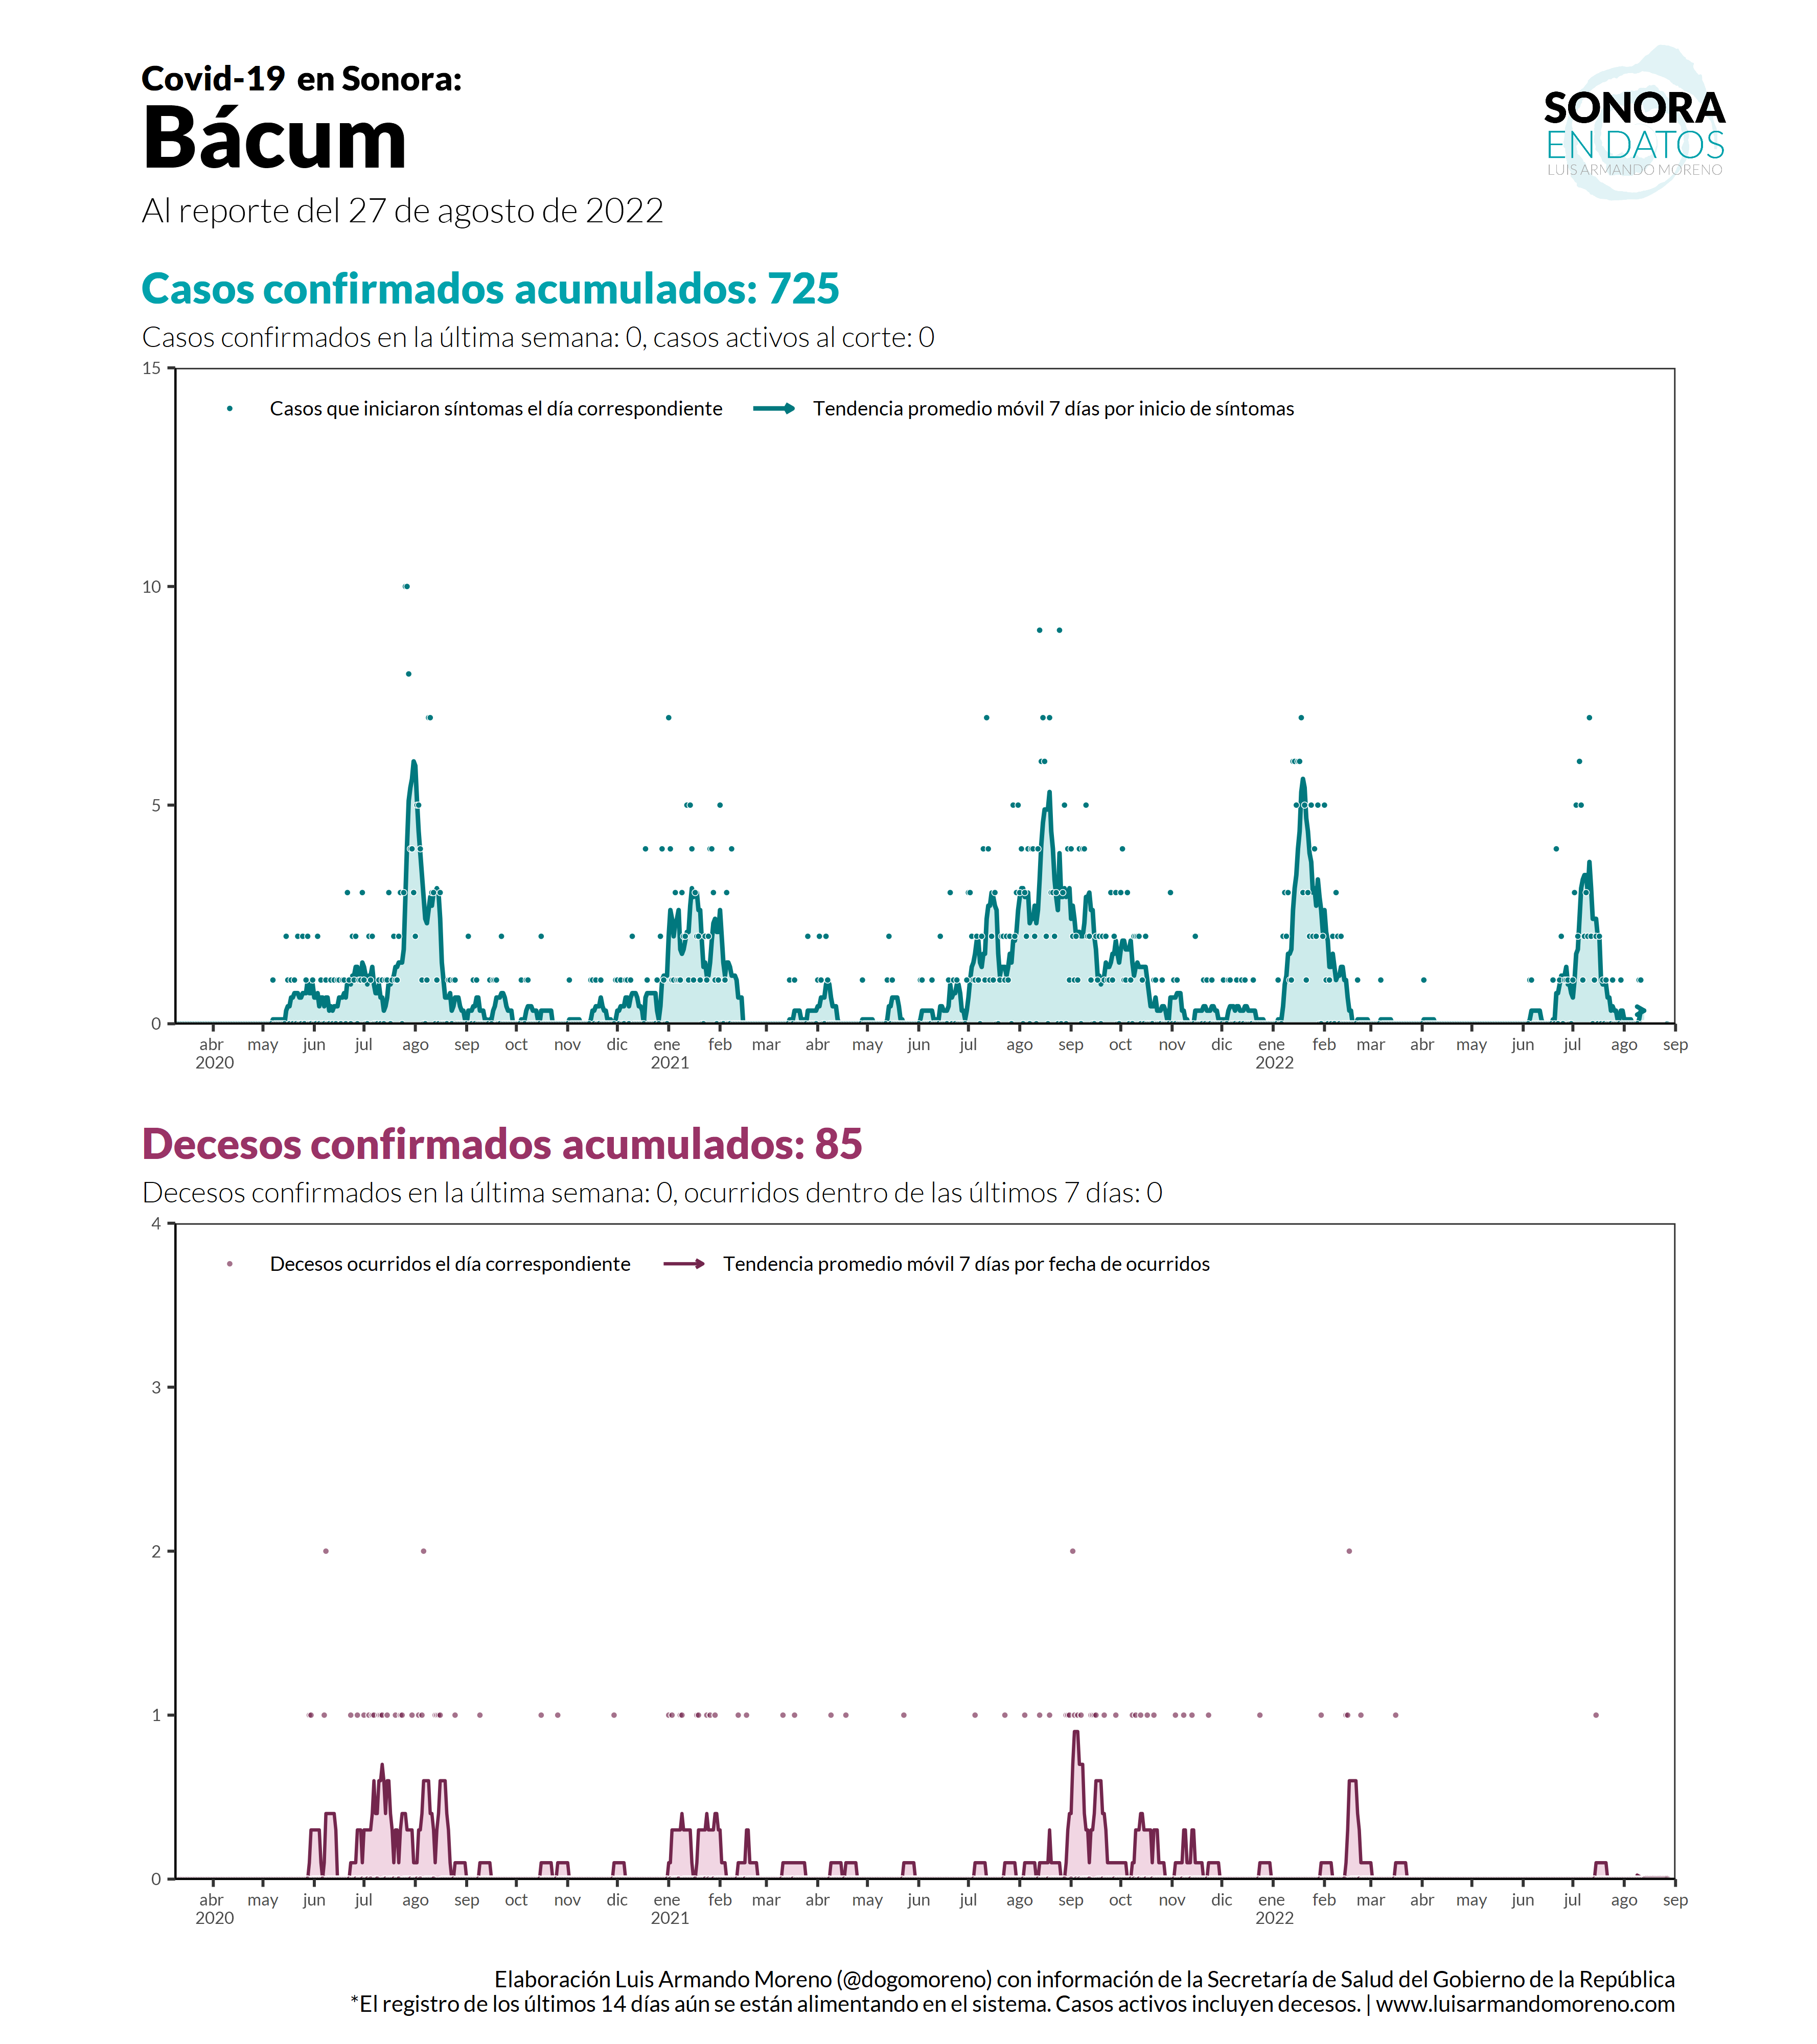 Covid-19 en Sonora:
Bácum
Al reporte del 27 de agosto de 2022
SONORA
EN DATOS
LUIS ARMANDO MORENO
Casos confirmados acumulados: 725
Casos confirmados en la última semana: 0, casos activos al corte: 0
15
Casos que iniciaron síntomas el día correspondiente
Tendencia promedio móvil 7 días por inicio de síntomas
10
5
0
abr may jun jul ago sep oct nov dic ene feb mar abr may jun jul ago sep oct nov dic ene feb mar abr may jun jul ago sep
2020 2021 2022
Decesos confirmados acumulados: 85
Decesos confirmados en la última semana: 0, ocurridos dentro de las últimos 7 días: 0
4
Decesos ocurridos el día correspondiente
Tendencia promedio móvil 7 días por fecha de ocurridos
3
2
1
0
abr may jun jul ago sep oct nov dic ene feb mar abr may jun jul ago sep oct nov dic ene feb mar abr may jun jul ago sep
2020 2021 2022
Elaboración Luis Armando Moreno (@dogomoreno) con información de la Secretaría de Salud del Gobierno de la República
*El registro de los últimos 14 días aún se están alimentando en el sistema. Casos activos incluyen decesos. | www.luisarmandomoreno.com